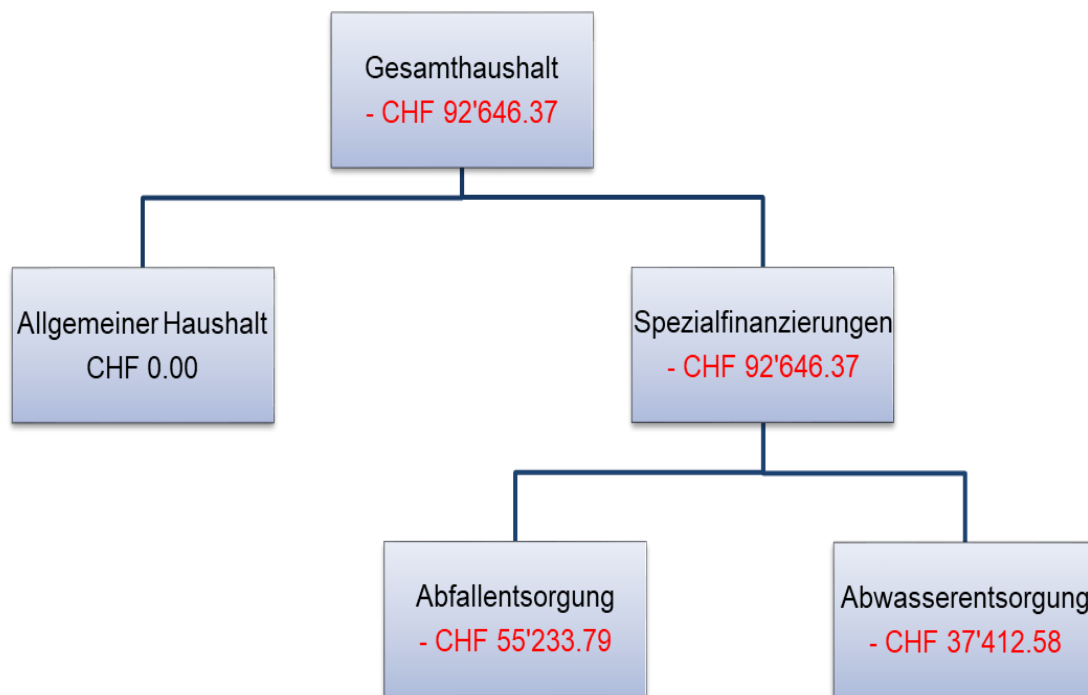 Gesamthaushalt
- CHF 92'646.37
Allgemeiner Haushalt
CHF 0.00
Spezialfinanzierungen
- CHF 92'646.37
Abfallentsorgung
- CHF 55'233.79
Abwasserentsorgung
- CHF 37'412.58